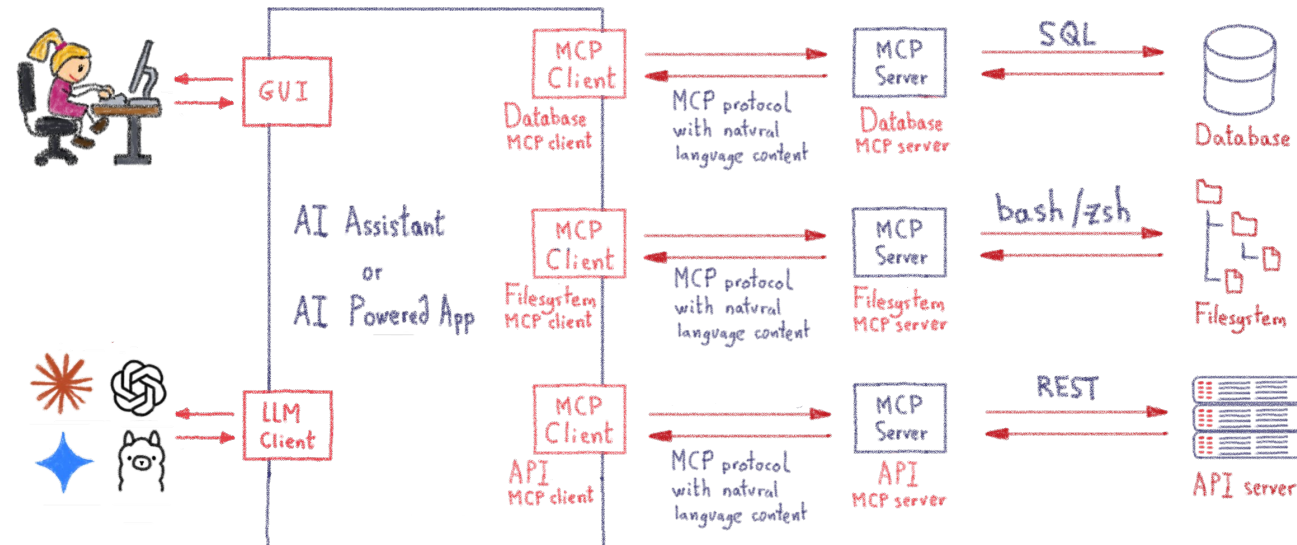 GUI
MCP
Client
Database
MCP client
MCP protocol
with natural
language content
MCP
Server
Database
MCP server
SQL
Database
AI Assistant
or
AI Powered App
MCP
Client
Filesystem
MCP client
MCP protocol
with natural
language content
MCP
Server
Filesystem
MCP server
bash/zsh
Filesystem
LLM
Client
MCP
Client
API
MCP client
MCP protocol
with natural
language content
MCP
Server
API
MCP server
REST
API server